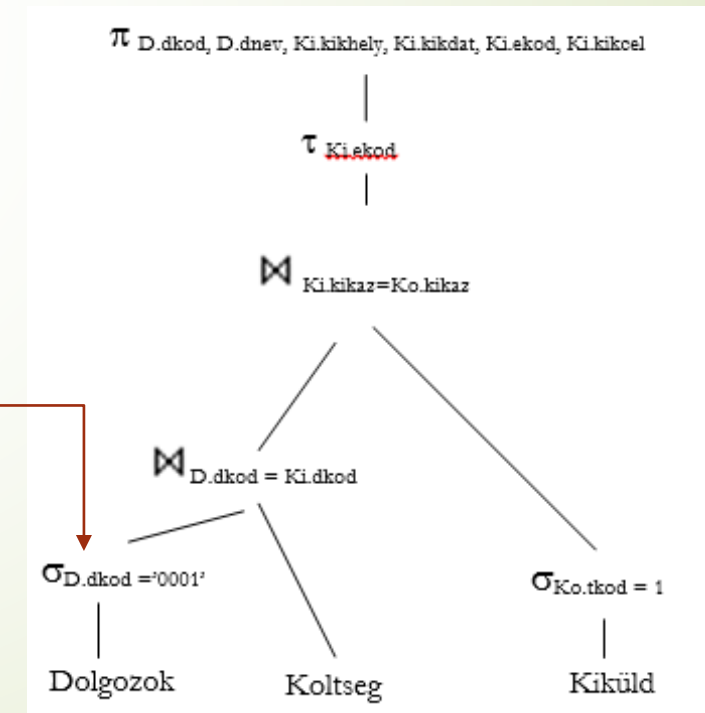 π D.dkod, D.dnev, Ki.kikhely, Ki.kikdat, Ki.ekod, Ki.kikcel
τ Ki.ekod
⋈ Ki.kikaz=Ko.kikaz
⋈ D.dkod = Ki.dkod
σD.dkod ='0001'
σKo.tkod = 1
Dolgozok
Koltseg
Kiküld